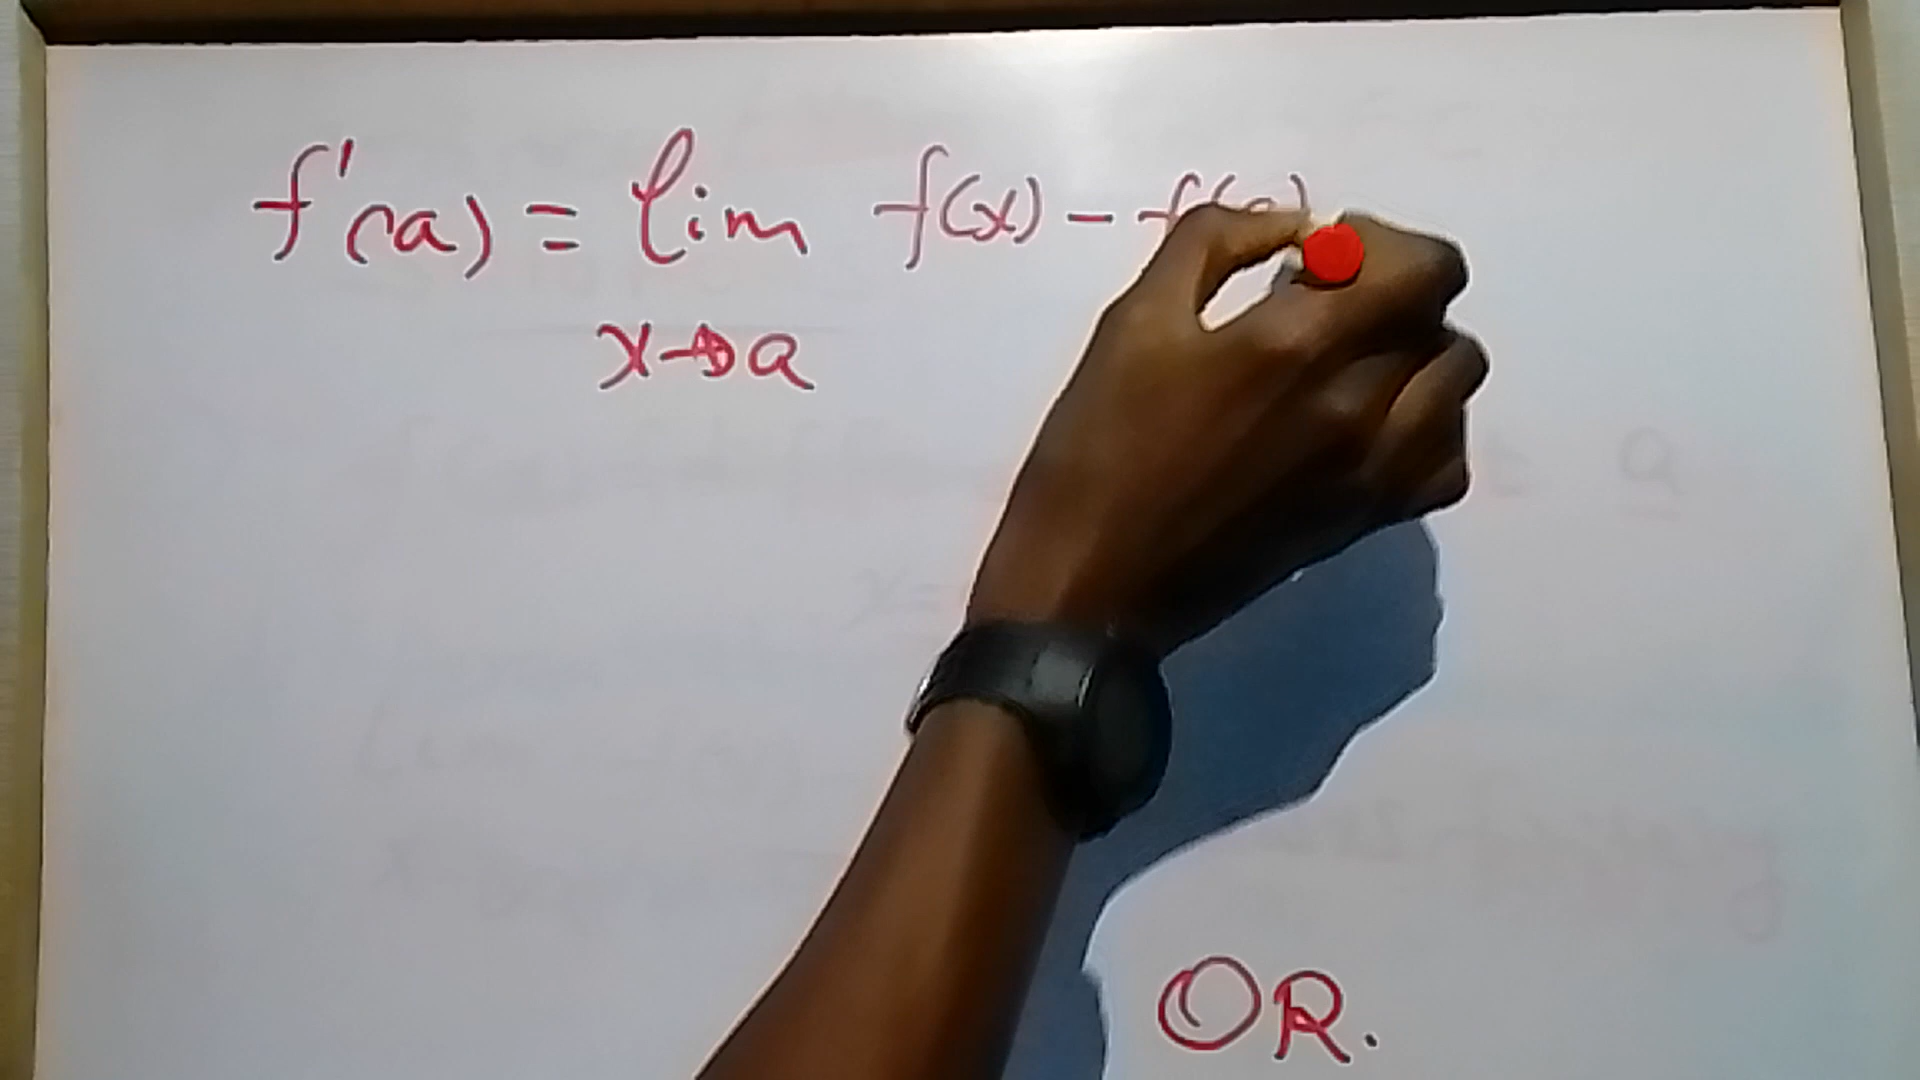 f'(a) = lim f(x) - f(a)
x→a
OR.